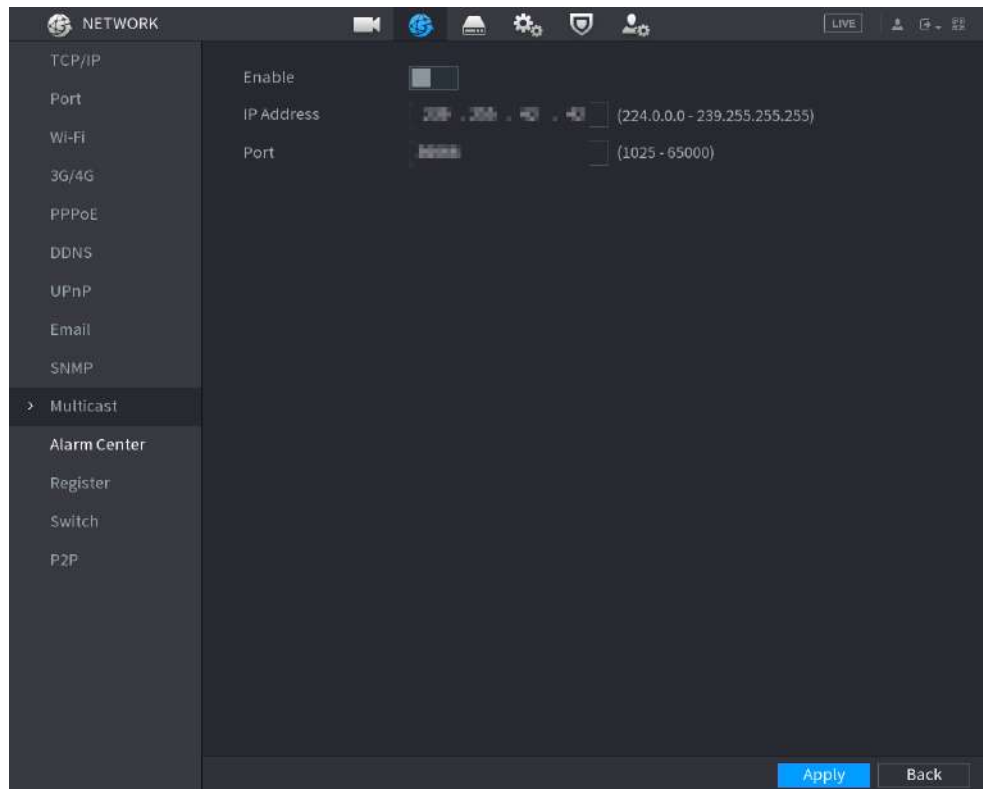 NETWORK
LIVE
TCP/IP
Port
Wi-Fi
3G/4G
PPPoE
DDNS
UPnP
Email
SNMP
> Multicast
Alarm Center
Register
Switch
P2P
Enable
IP Address (224.0.0.0 - 239.255.255.255)
Port (1025 - 65000)
Apply Back